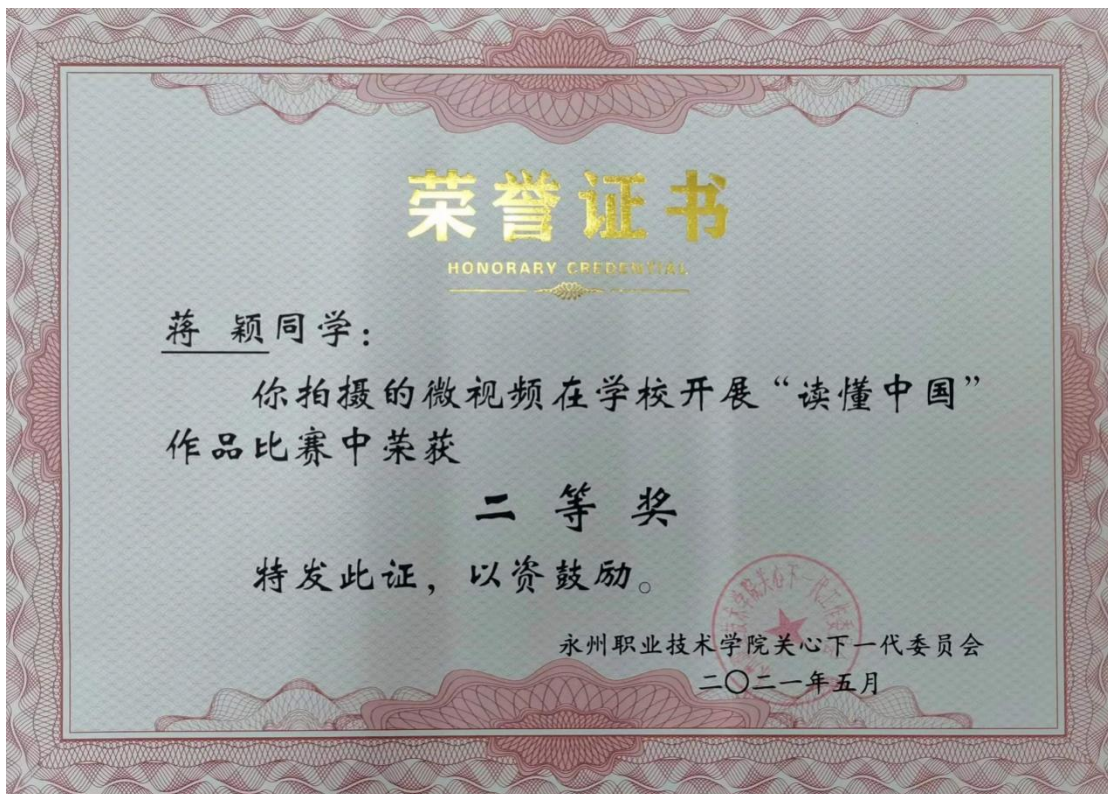 荣誉证书
HONORARY CREDENTIAL
蒋 颖同学:
你拍摄的微视频在学校开展“读懂中国”
作品比赛中荣获
二等奖
特发此证,以资鼓励。
永州职业技术学院关心下一代委员会
二〇二一年五月